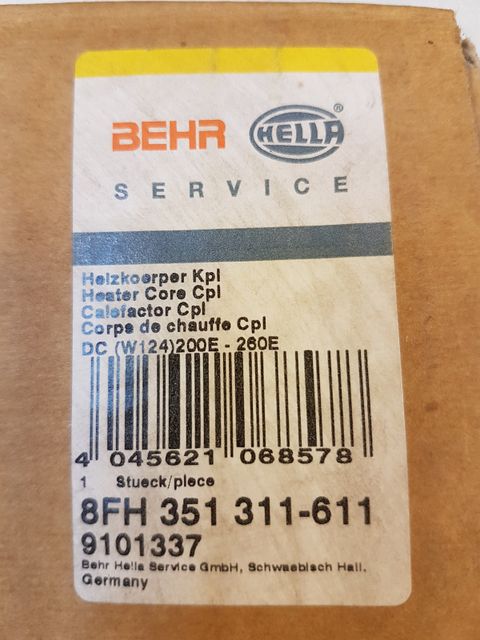 BEHR HELLA®
SERVICE
Heizkoerper Kpl
Heater Core Cpl
Calefactor Cpl
Corps de chauffe Cpl
DC (W124)200E - 260E
4 045621 068578
1 Stueck/piece
8FH 351 311-611
9101337
Behr Hella Service GmbH, Schwaebisch Hall,
Germany